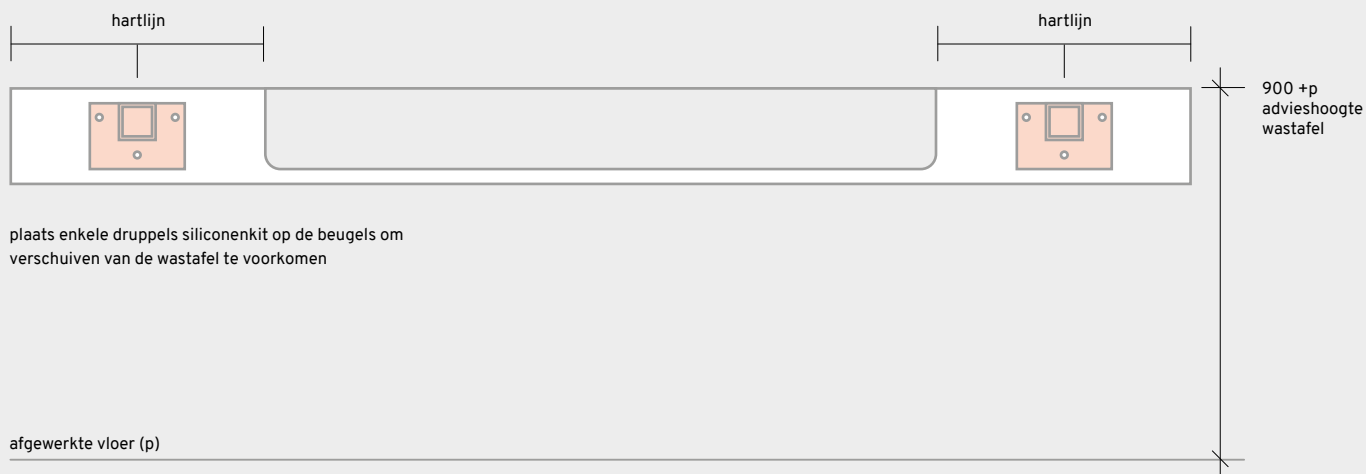 hartlijn
hartlijn
900 +p
advieshoogte
wastafel
plaats enkele druppels siliconenkit op de beugels om
verschuiven van de wastafel te voorkomen
afgewerkte vloer (p)